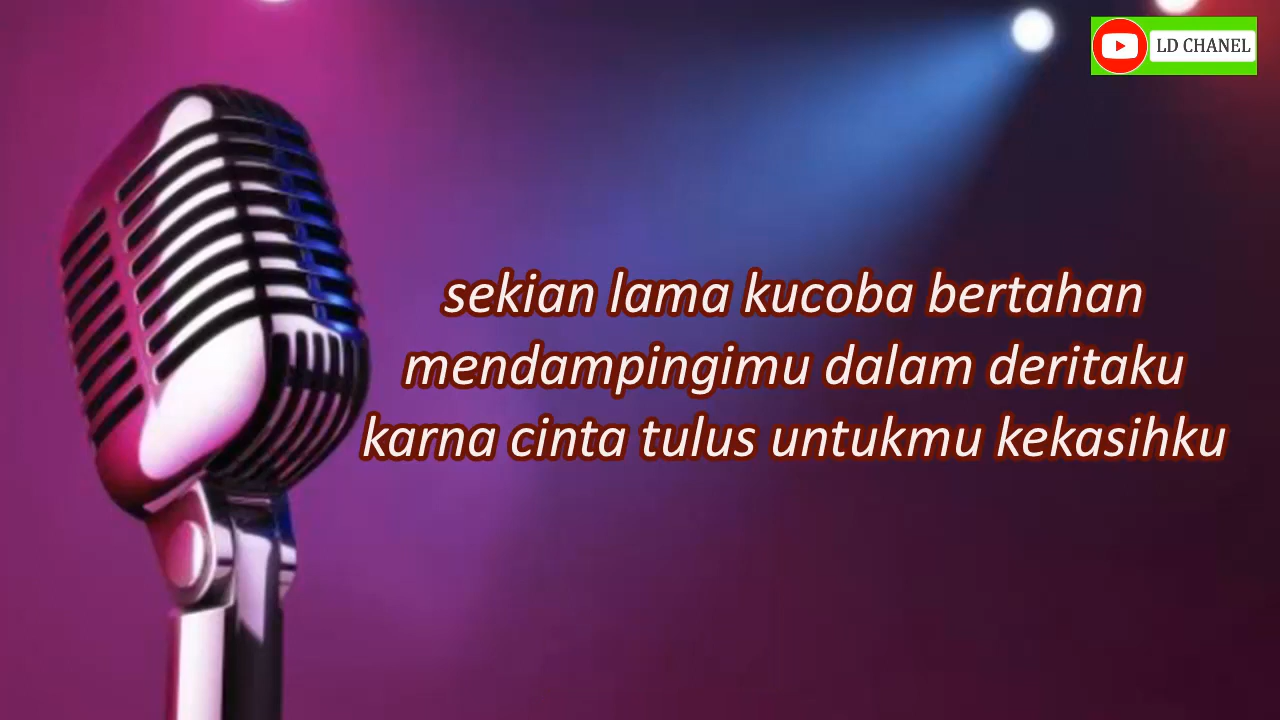 LD CHANEL
sekian lama kucoba bertahan
mendampingimu dalam deritaku
karna cinta tulus untukmu kekasihku